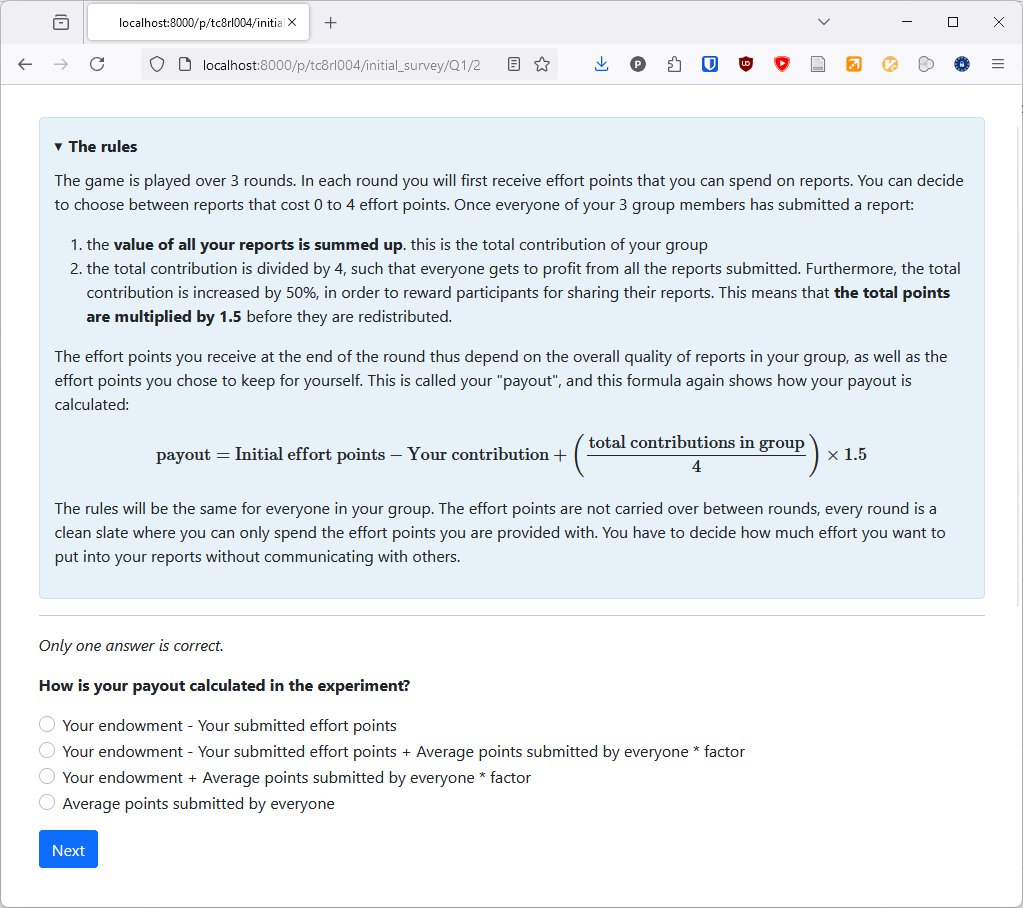 localhost:8000/p/tc8rl004/initia
localhost:8000/p/tc8rl004/initial_survey/Q1/2
▾ The rules
The game is played over 3 rounds. In each round you will first receive effort points that you can spend on reports. You can decide
to choose between reports that cost 0 to 4 effort points. Once everyone of your 3 group members has submitted a report:
1. the value of all your reports is summed up. this is the total contribution of your group
2. the total contribution is divided by 4, such that everyone gets to profit from all the reports submitted. Furthermore, the total
contribution is increased by 50%, in order to reward participants for sharing their reports. This means that the total points
are multiplied by 1.5 before they are redistributed.
The effort points you receive at the end of the round thus depend on the overall quality of reports in your group, as well as the
effort points you chose to keep for yourself. This is called your "payout", and this formula again shows how your payout is
calculated:
payout = Initial effort points − Your contribution + (total contributions in group / 4) × 1.5
The rules will be the same for everyone in your group. The effort points are not carried over between rounds, every round is a
clean slate where you can only spend the effort points you are provided with. You have to decide how much effort you want to
put into your reports without communicating with others.
Only one answer is correct.
How is your payout calculated in the experiment?
Your endowment - Your submitted effort points
Your endowment - Your submitted effort points + Average points submitted by everyone * factor
Your endowment + Average points submitted by everyone * factor
Average points submitted by everyone
Next